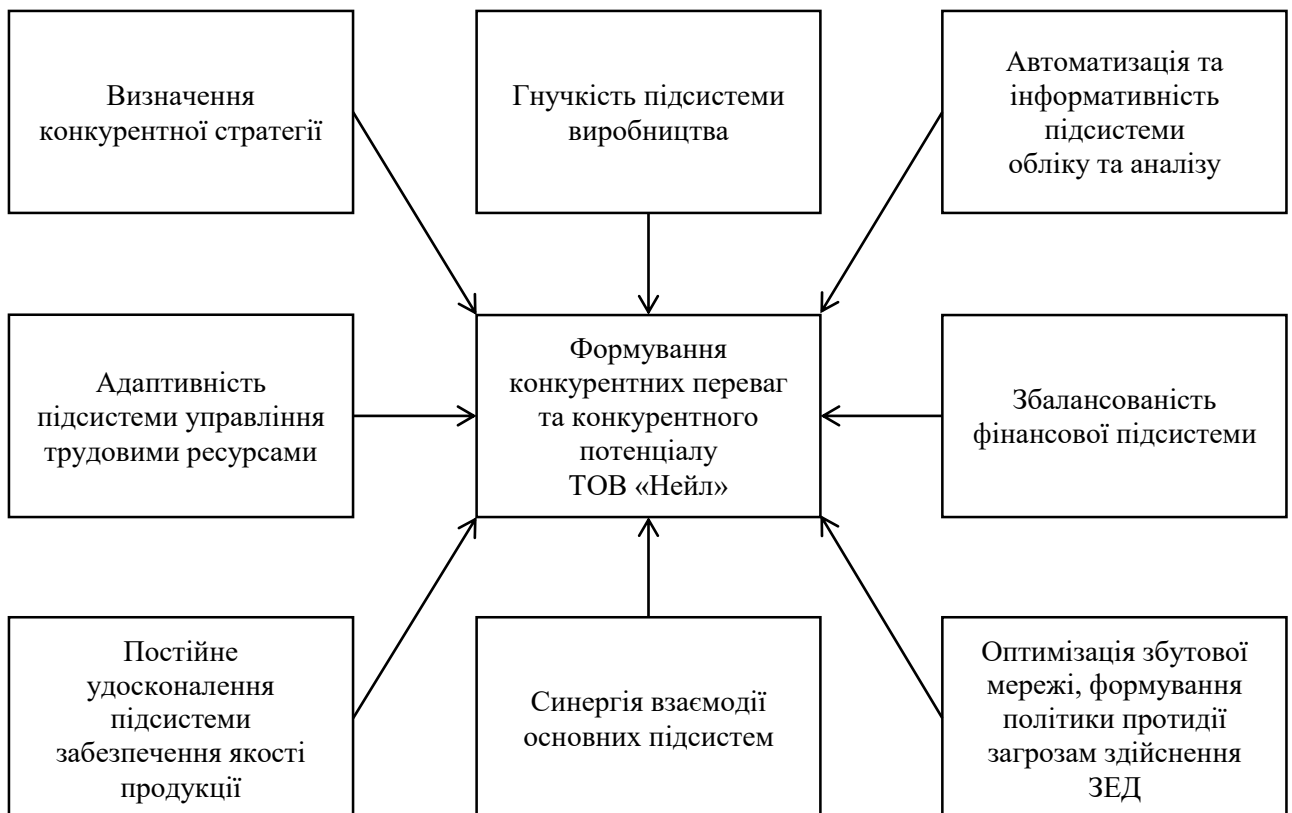 Визначення
конкурентної стратегії
Гнучкість підсистеми
виробництва
Автоматизація та
інформативність
підсистеми
обліку та аналізу
Адаптивність
підсистеми управління
трудовими ресурсами
Формування
конкурентних переваг
та конкурентного
потенціалу
ТОВ «Нейл»
Збалансованість
фінансової підсистеми
Постійне
удосконалення
підсистеми
забезпечення якості
продукції
Синергія взаємодії
основних підсистем
Оптимізація збутової
мережі, формування
політики протидії
загрозам здійснення
ЗЕД